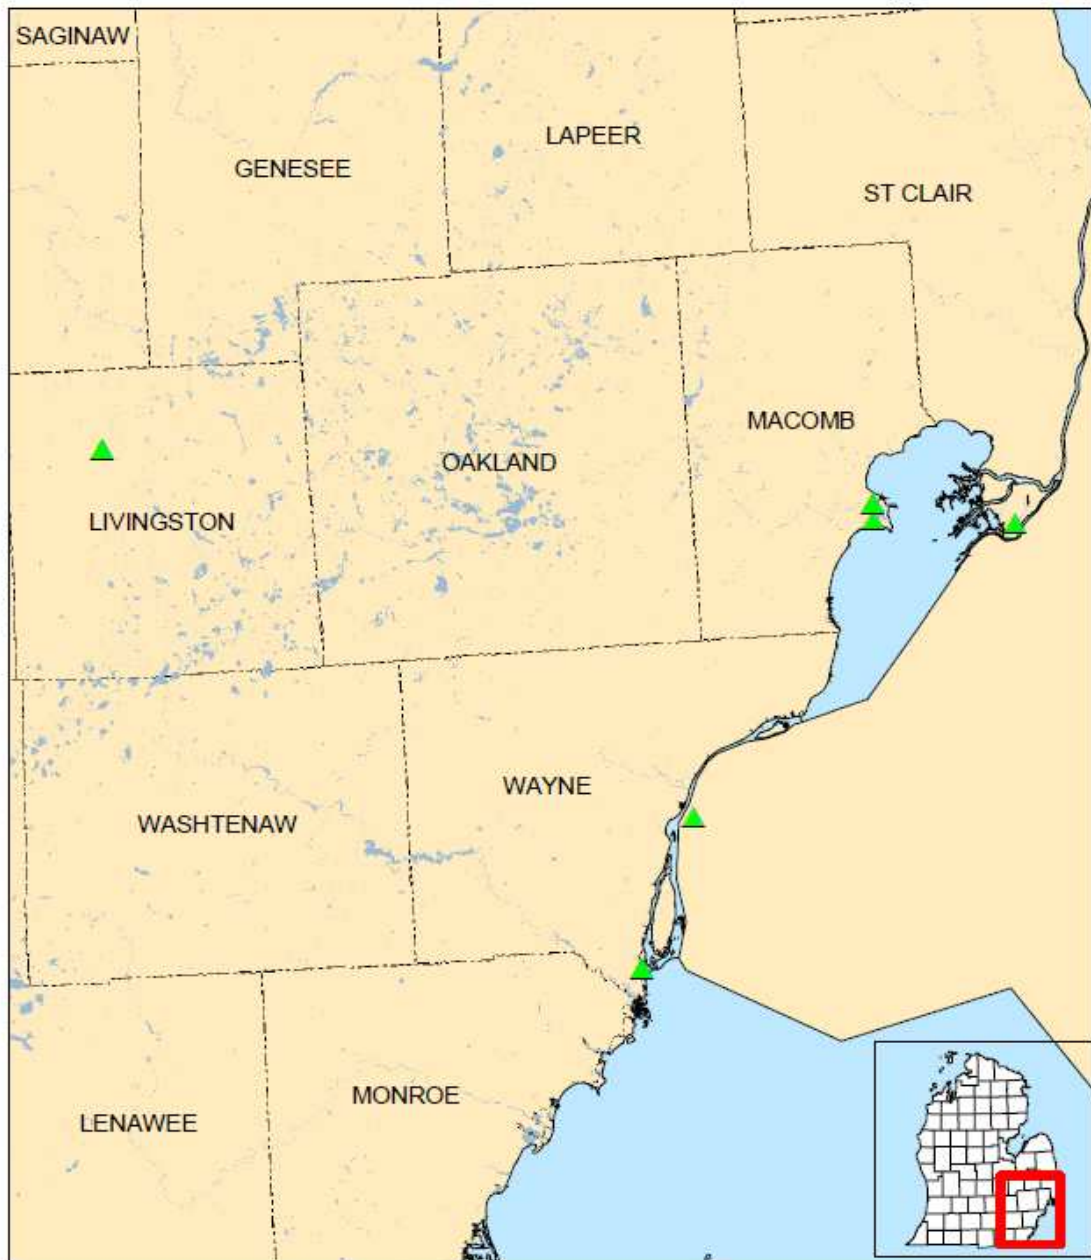 SAGINAW
LAPEER
GENESEE
ST CLAIR
MACOMB
OAKLAND
LIVINGSTON
WAYNE
WASHTENAW
MONROE
LENAWEE